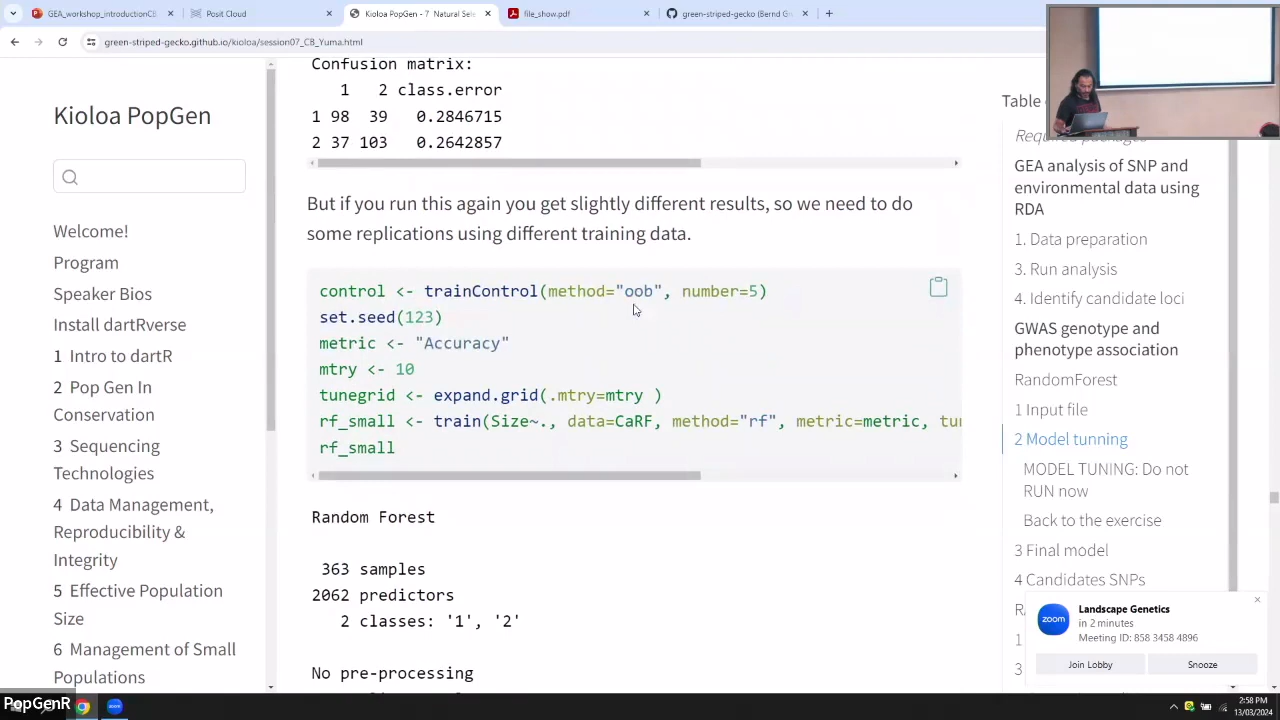 GEA_workshop_introductionCB
Posit Cloud
Kioloa PopGen - 7 Natural Sele
file_show.pdf
green-striped-gecko (Bernd G
green-striped-gecko.github.io/kioloa/session07_CB_Yuma.html
Kioloa PopGen
Welcome!
Program
Speaker Bios
Install dartRverse
1 Intro to dartR
2 Pop Gen In
Conservation
3 Sequencing
Technologies
4 Data Management,
Reproducibility &
Integrity
5 Effective Population
Size
6 Management of Small
Populations
Confusion matrix:
1 2 class.error
1 98 39 0.2846715
2 37 103 0.2642857
But if you run this again you get slightly different results, so we need to do
some replications using different training data.
control <- trainControl(method="oob", number=5)
set.seed(123)
metric <- "Accuracy"
mtry <- 10
tunegrid <- expand.grid(.mtry=mtry )
rf_small <- train(Size~., data=CaRF, method="rf", metric=metric, tu
rf_small
Random Forest
363 samples
2062 predictors
2 classes: '1', '2'
No pre-processing
Table
Required packages
GEA analysis of SNP and
environmental data using
RDA
1. Data preparation
3. Run analysis
4. Identify candidate loci
GWAS genotype and
phenotype association
RandomForest
1 Input file
2 Model tunning
MODEL TUNING: Do not
RUN now
Back to the exercise
3 Final model
4 Candidates SNPs
zoom
Landscape Genetics
in 2 minutes
Meeting ID: 858 3458 4896
Join Lobby
Snooze
PopGenR
zoom
2:58 PM
13/03/2024